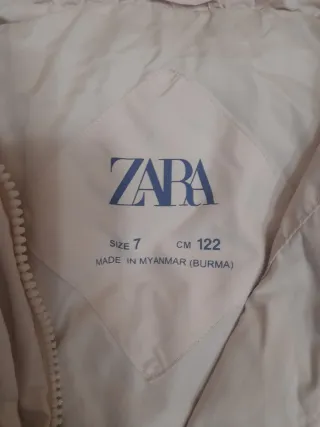 ZARA
SIZE 7 CM 122
MADE IN MYANMAR (BURMA)